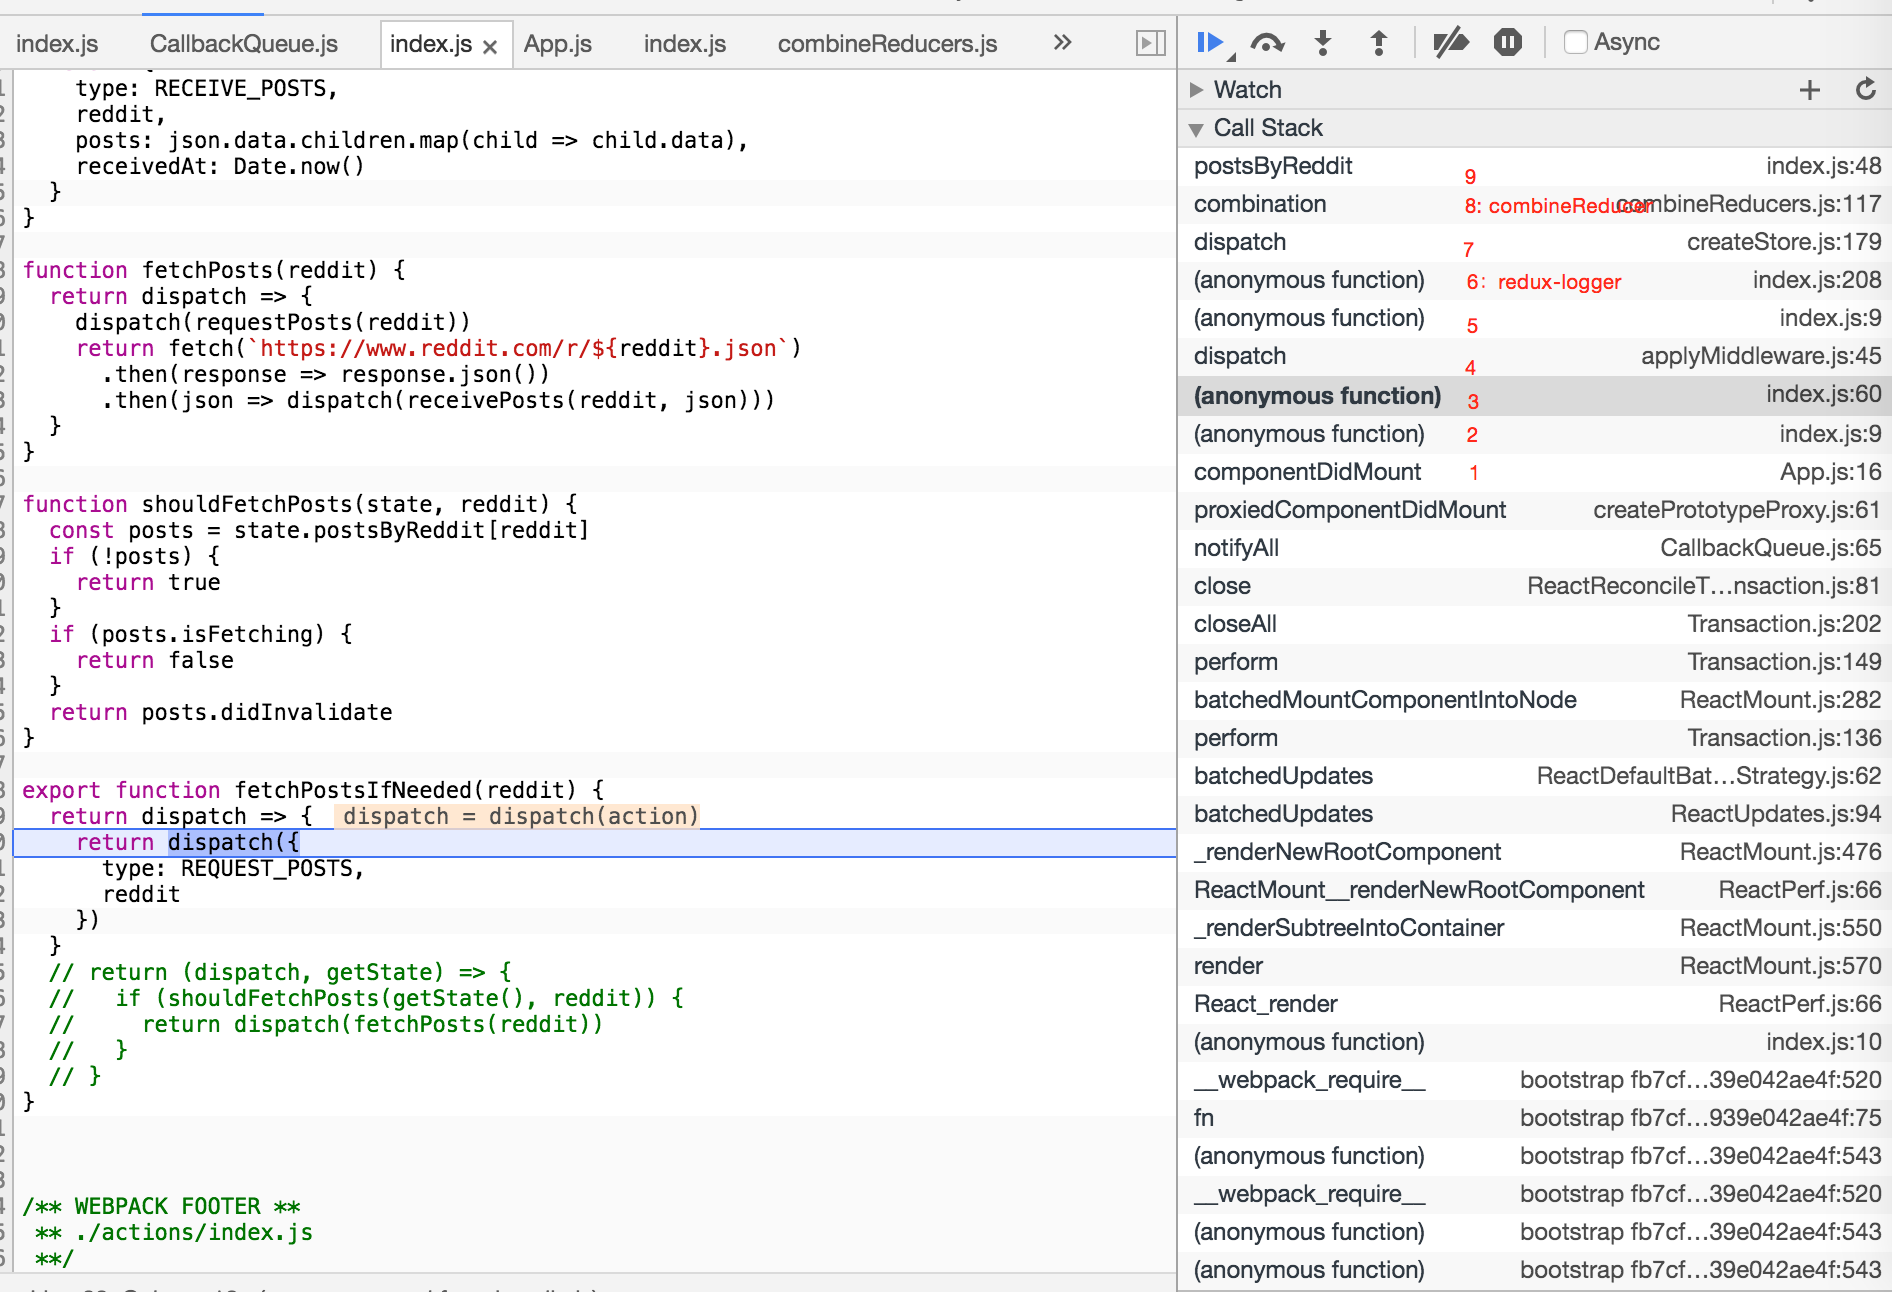 index.js CallbackQueue.js index.js × App.js index.js combineReducers.js »
type: RECEIVE_POSTS,
reddit,
posts: json.data.children.map(child => child.data),
receivedAt: Date.now()
}
}
function fetchPosts(reddit) {
return dispatch => {
dispatch(requestPosts(reddit))
return fetch(`https://www.reddit.com/r/${reddit}.json`)
.then(response => response.json())
.then(json => dispatch(receivePosts(reddit, json)))
}
}
function shouldFetchPosts(state, reddit) {
const posts = state.postsByReddit[reddit]
if (!posts) {
return true
}
if (posts.isFetching) {
return false
}
return posts.didInvalidate
}
export function fetchPostsIfNeeded(reddit) {
return dispatch => { dispatch = dispatch(action)
return dispatch({
type: REQUEST_POSTS,
reddit
})
}
// return (dispatch, getState) => {
// if (shouldFetchPosts(getState(), reddit)) {
// return dispatch(fetchPosts(reddit))
// }
// }
}
/** WEBPACK FOOTER **
** ./actions/index.js
**/
Async
Watch
Call Stack
postsByReddit 9 index.js:48
combination 8: combineReducer combineReducers.js:117
dispatch 7 createStore.js:179
(anonymous function) 6: redux-logger index.js:208
(anonymous function) 5 index.js:9
dispatch 4 applyMiddleware.js:45
(anonymous function) 3 index.js:60
(anonymous function) 2 index.js:9
componentDidMount 1 App.js:16
proxiedComponentDidMount createPrototypeProxy.js:61
notifyAll CallbackQueue.js:65
close ReactReconcileT...nsaction.js:81
closeAll Transaction.js:202
perform Transaction.js:149
batchedMountComponentIntoNode ReactMount.js:282
perform Transaction.js:136
batchedUpdates ReactDefaultBat...Strategy.js:62
batchedUpdates ReactUpdates.js:94
_renderNewRootComponent ReactMount.js:476
ReactMount__renderNewRootComponent ReactPerf.js:66
_renderSubtreeIntoContainer ReactMount.js:550
render ReactMount.js:570
React_render ReactPerf.js:66
(anonymous function) index.js:10
__webpack_require__ bootstrap fb7cf...39e042ae4f:520
fn bootstrap fb7cf...939e042ae4f:75
(anonymous function) bootstrap fb7cf...39e042ae4f:543
__webpack_require__ bootstrap fb7cf...39e042ae4f:520
(anonymous function) bootstrap fb7cf...39e042ae4f:543
(anonymous function) bootstrap fb7cf...39e042ae4f:543